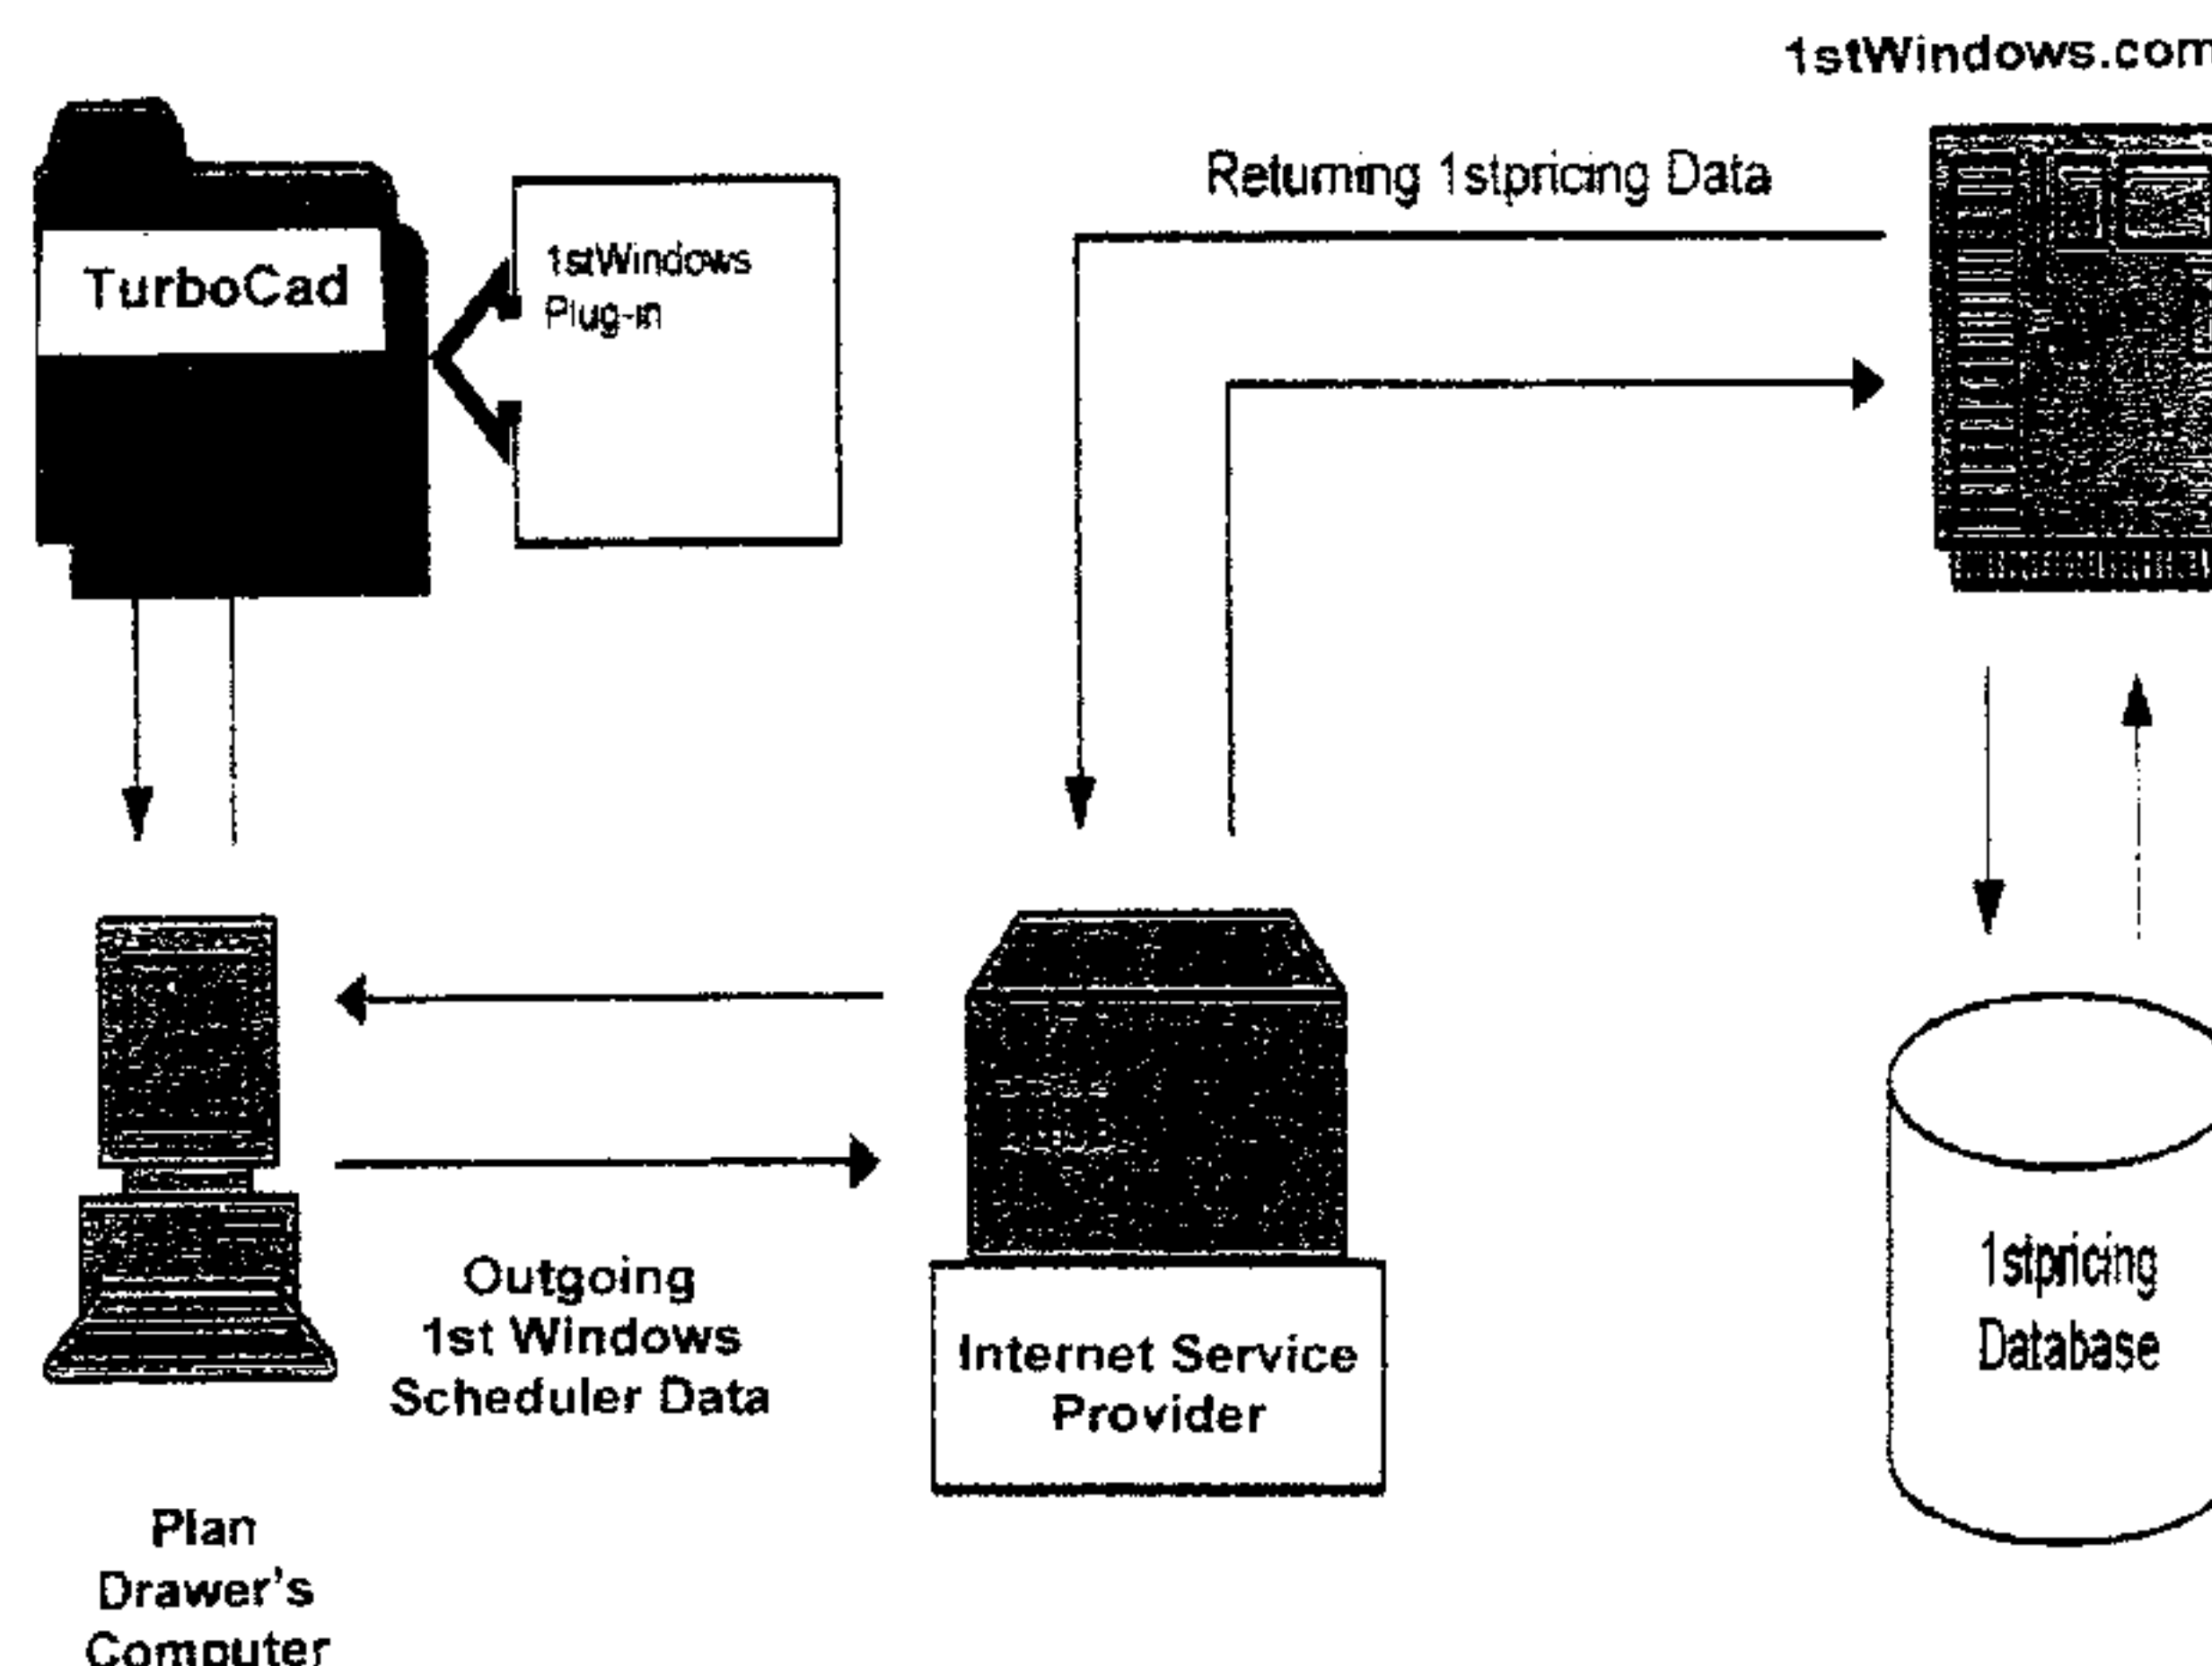 1stWindows.com
Returning 1stpricing Data
TurboCad
1stWindows
Plug-in
Outgoing
1st Windows
Scheduler Data
Internet Service
Provider
1stpricing
Database
Plan
Drawer's
Computer